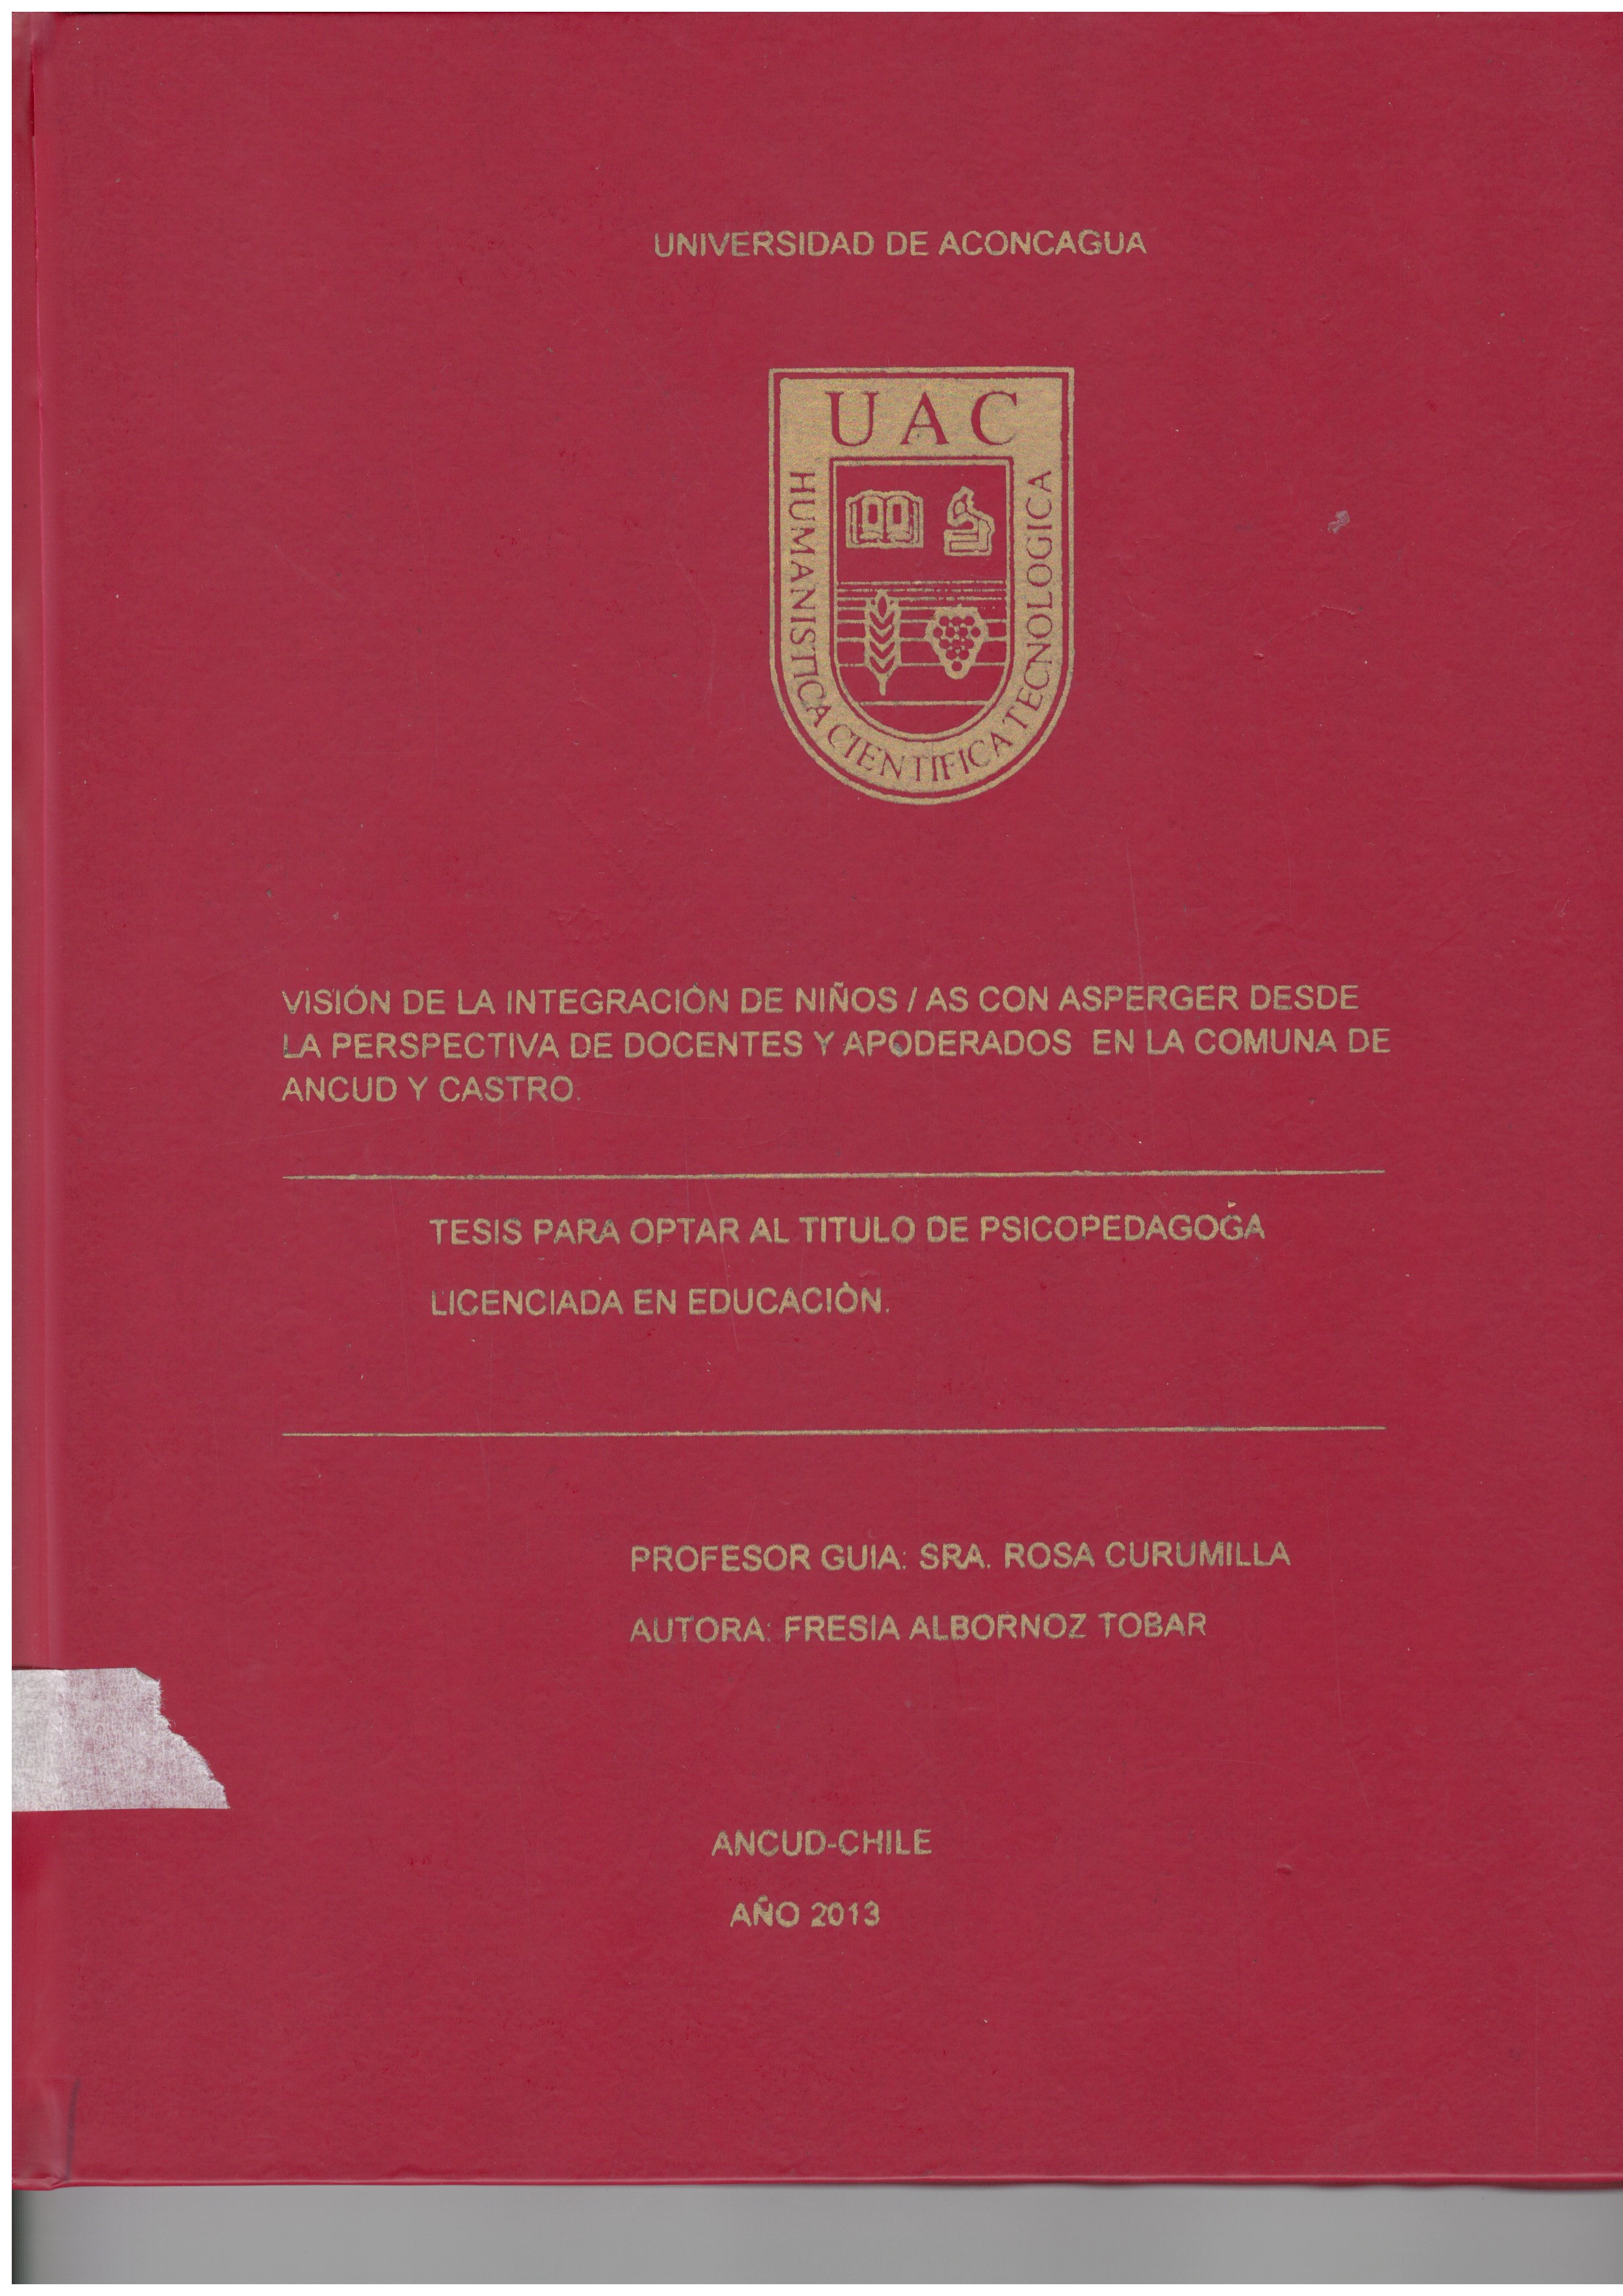 UNIVERSIDAD DE ACONCAGUA
UAC
HUMANISTICA CIENTIFICA TECNOLOGICA
VISIÓN DE LA INTEGRACIÒN DE NIÑOS / AS CON ASPERGER DESDE
LA PERSPECTIVA DE DOCENTES Y APODERADOS EN LA COMUNA DE
ANCUD Y CASTRO.
TESIS PARA OPTAR AL TITULO DE PSICOPEDAGOGA
LICENCIADA EN EDUCACIÒN.
PROFESOR GUIA: SRA. ROSA CURUMILLA
AUTORA: FRESIA ALBORNOZ TOBAR
ANCUD-CHILE
AÑO 2013